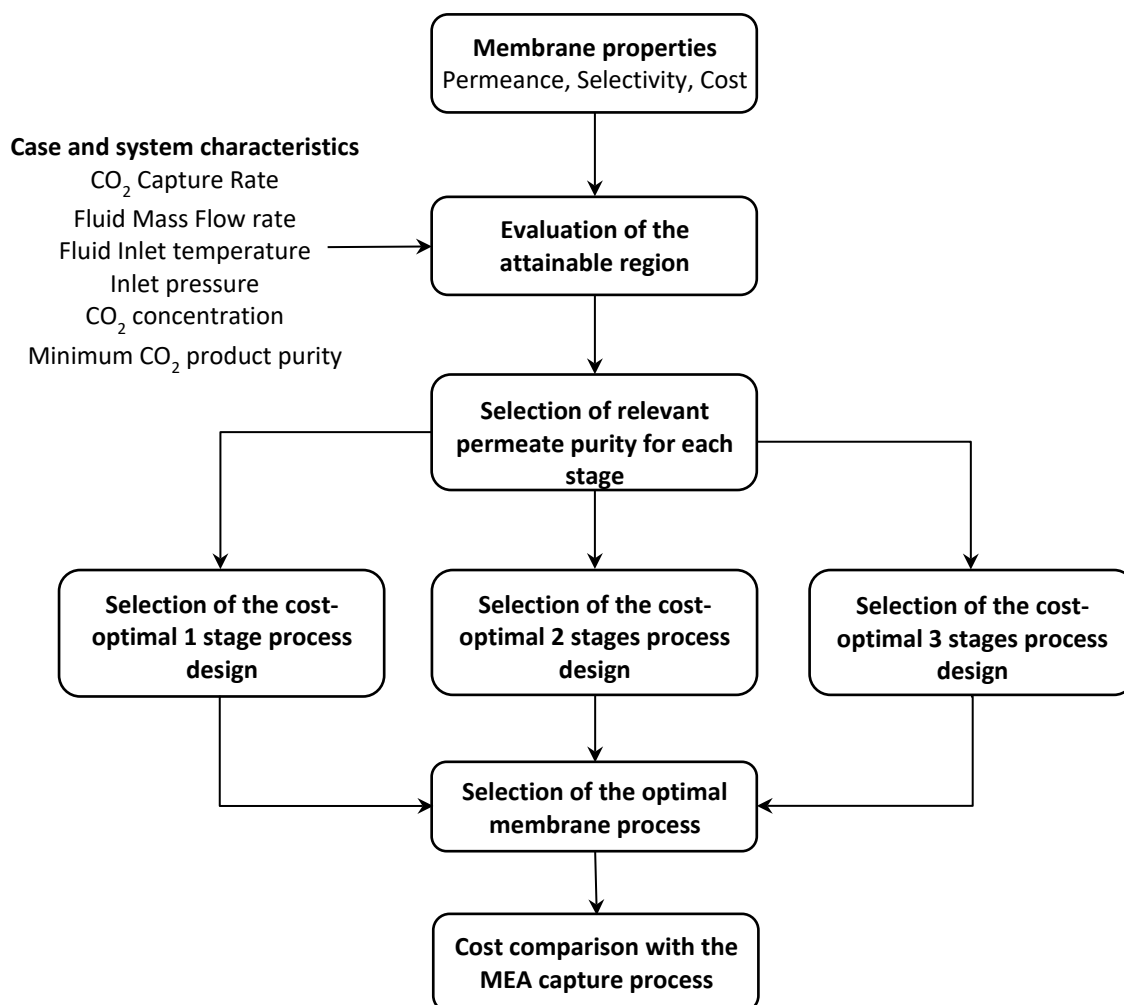 Membrane properties
Permeance, Selectivity, Cost
Case and system characteristics
CO₂ Capture Rate
Fluid Mass Flow rate
Fluid Inlet temperature
Inlet pressure
CO₂ concentration
Minimum CO₂ product purity
Evaluation of the
attainable region
Selection of relevant
permeate purity for each
stage
Selection of the cost-
optimal 1 stage process
design
Selection of the cost-
optimal 2 stages process
design
Selection of the cost-
optimal 3 stages process
design
Selection of the optimal
membrane process
Cost comparison with the
MEA capture process